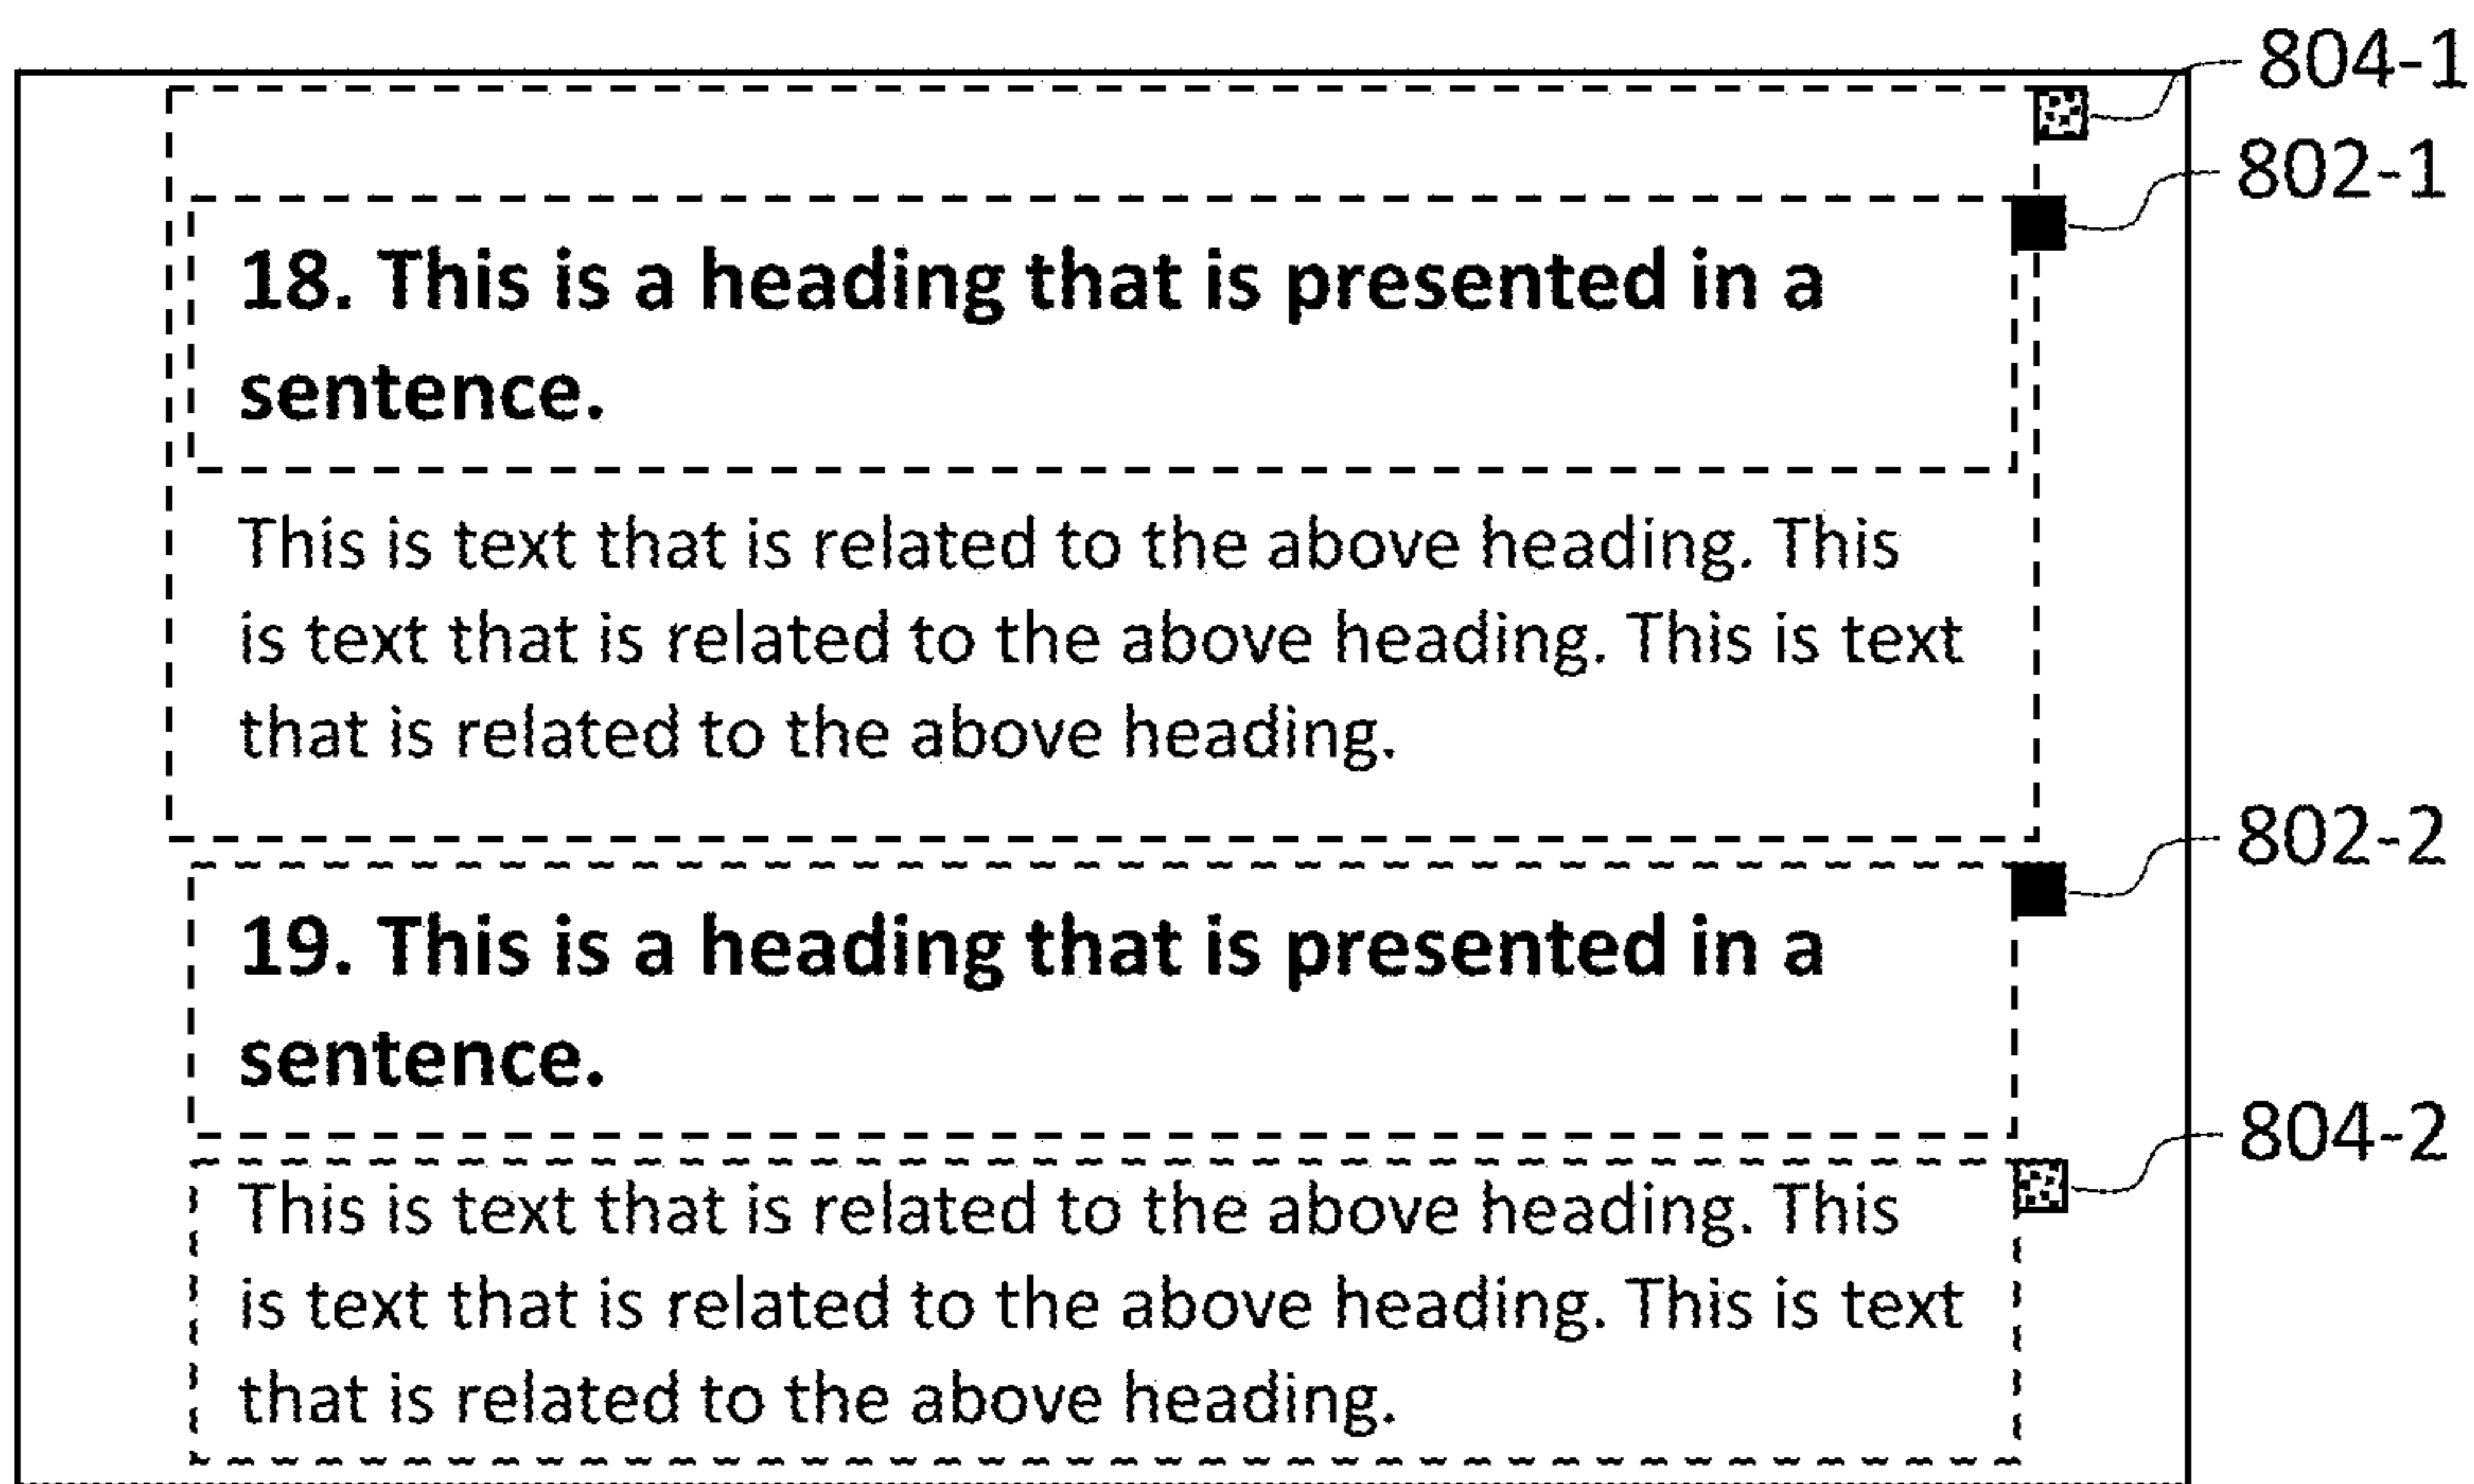 804-1
802-1
18. This is a heading that is presented in a
sentence.
This is text that is related to the above heading. This
is text that is related to the above heading. This is text
that is related to the above heading.
802-2
19. This is a heading that is presented in a
sentence.
804-2
This is text that is related to the above heading. This
is text that is related to the above heading. This is text
that is related to the above heading.